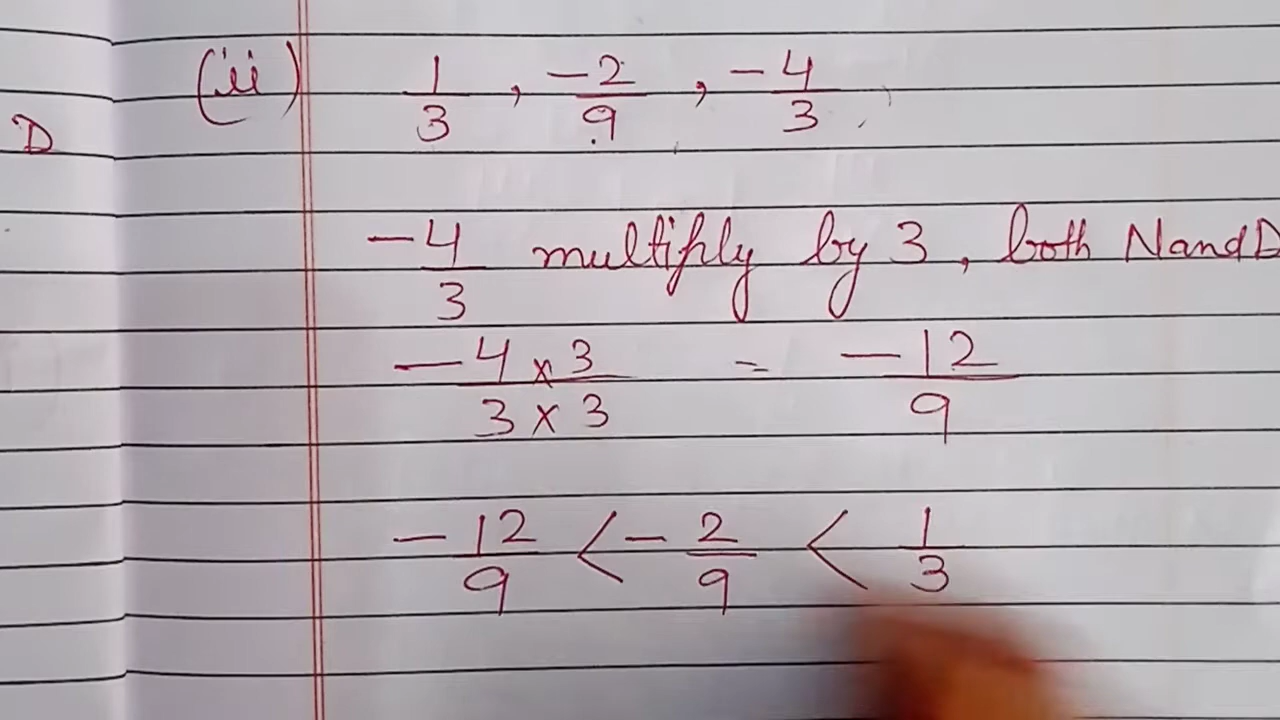 (ii) 1/3 , -2/9 , -4/3
D
-4/3 multiply by 3, both N and D
-4 × 3 / 3 × 3 = -12/9
-12/9 < -2/9 < 1/3